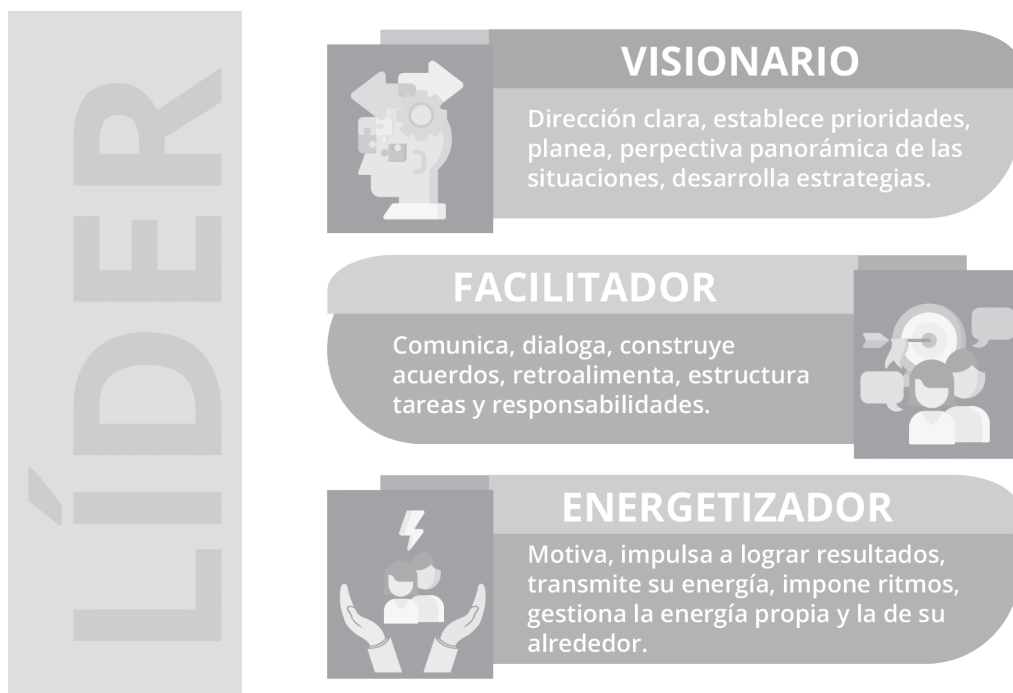 LÍDER
VISIONARIO
Dirección clara, establece prioridades,
planea, perpectiva panorámica de las
situaciones, desarrolla estrategias.
FACILITADOR
Comunica, dialoga, construye
acuerdos, retroalimenta, estructura
tareas y responsabilidades.
ENERGETIZADOR
Motiva, impulsa a lograr resultados,
transmite su energía, impone ritmos,
gestiona la energía propia y la de su
alrededor.